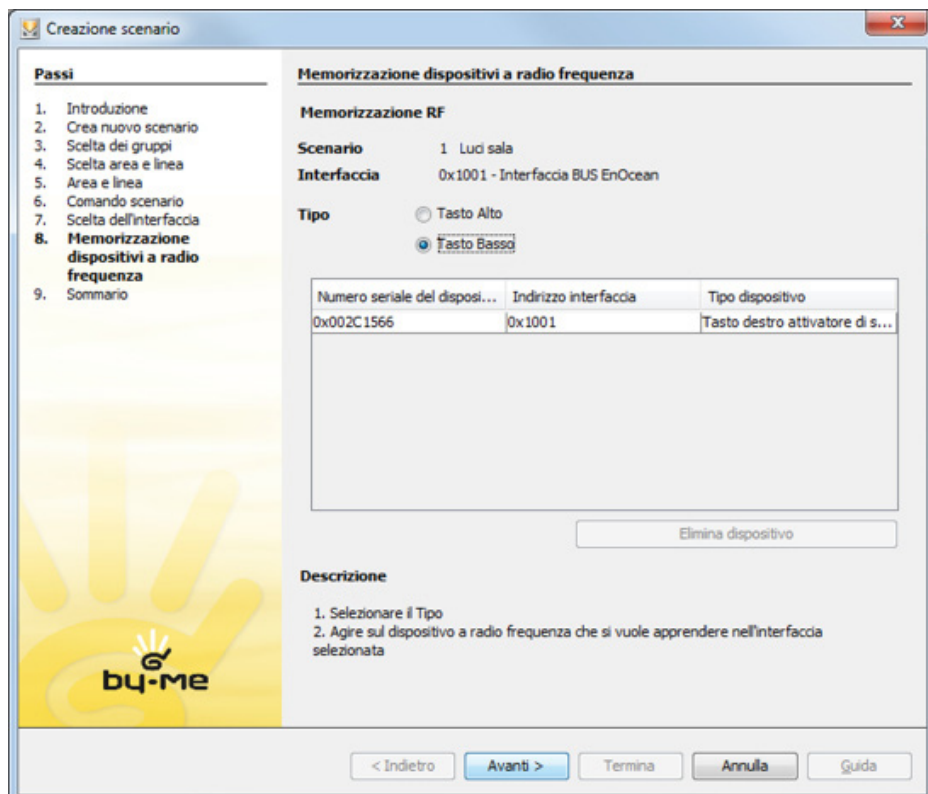 Creazione scenario
Passi
1. Introduzione
2. Crea nuovo scenario
3. Scelta dei gruppi
4. Scelta area e linea
5. Area e linea
6. Comando scenario
7. Scelta dell'interfaccia
8. Memorizzazione
dispositivi a radio
frequenza
9. Sommario
by-me
Memorizzazione dispositivi a radio frequenza
Memorizzazione RF
Scenario 1 Luci sala
Interfaccia 0x1001 - Interfaccia BUS EnOcean
Tipo Tasto Alto
Tasto Basso
Numero seriale del disposi... Indirizzo interfaccia Tipo dispositivo
0x002C1566 0x1001 Tasto destro attivatore di s...
Elimina dispositivo
Descrizione
1. Selezionare il Tipo
2. Agire sul dispositivo a radio frequenza che si vuole apprendere nell'interfaccia
selezionata
< Indietro Avanti > Termina Annulla Guida